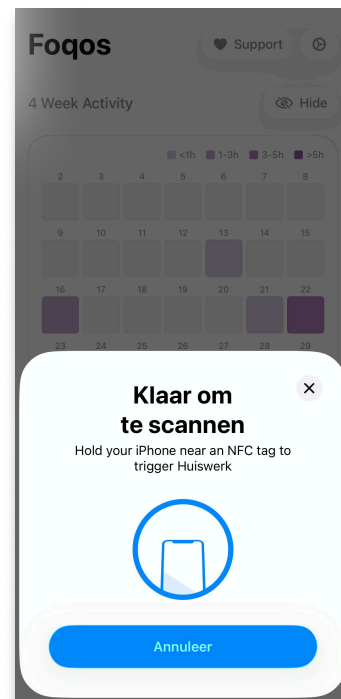 Foqos
Support
4 Week Activity
Hide
<1h 1-3h 3-5h >5h
2 3 4 5 6 7 8
9 10 11 12 13 14 15
16 17 18 19 20 21 22
23 24 25 26 27 28 29
Klaar om
te scannen
Hold your iPhone near an NFC tag to
trigger Huiswerk
Annuleer